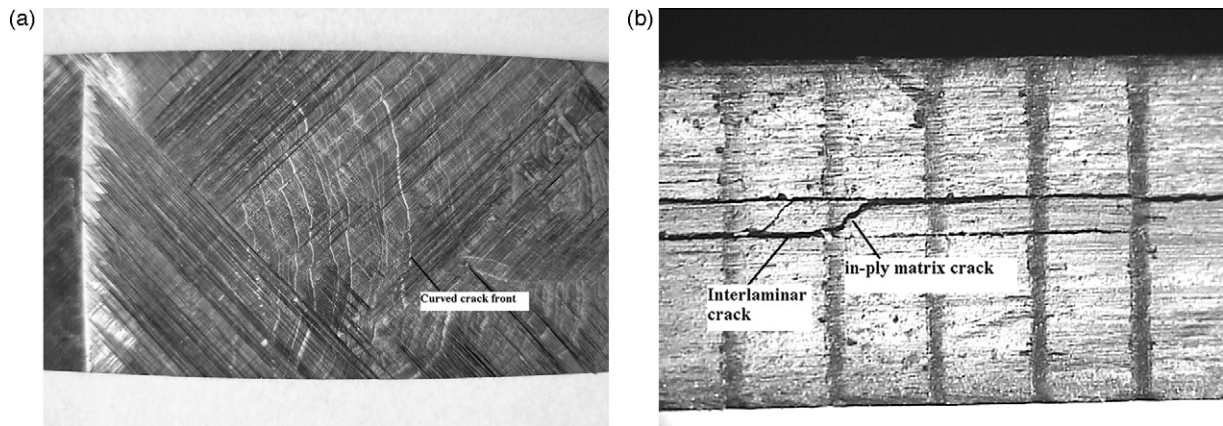 (a)
Curved crack front
(b)
in-ply matrix crack
Interlaminar
crack